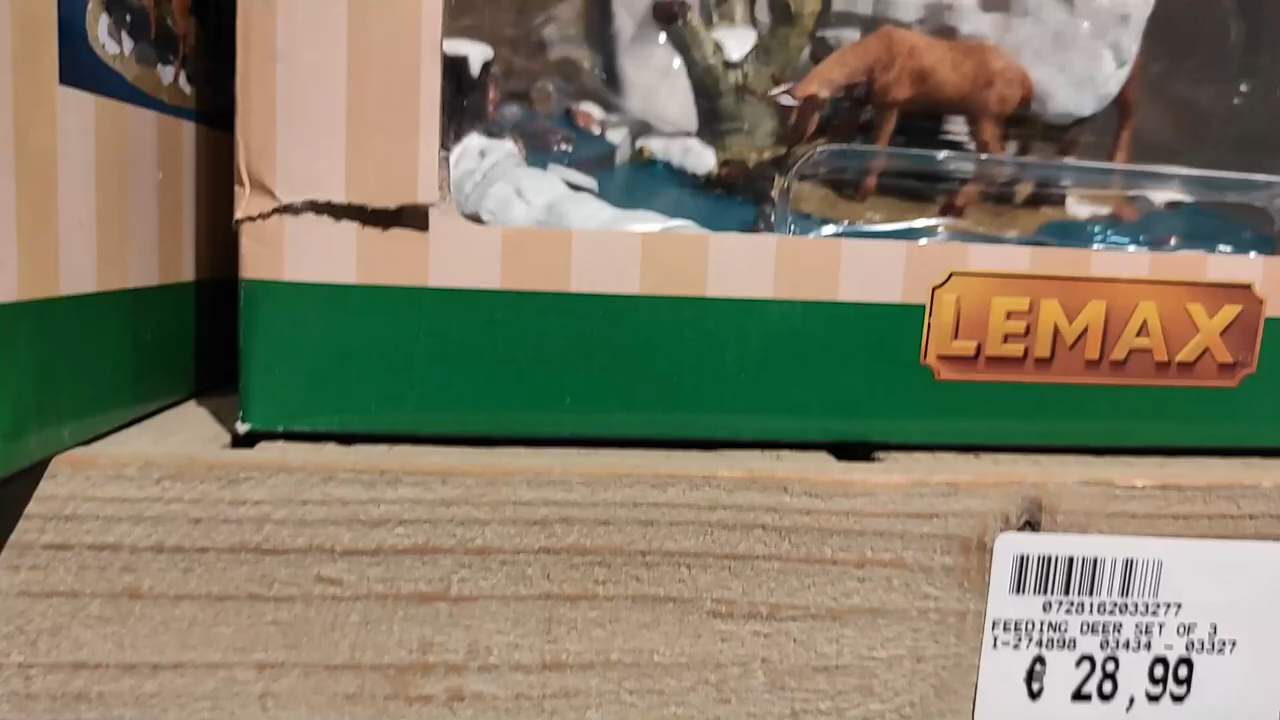 LEMAX
0728162033277
FEEDING DEER SET OF 3
I-274898 03434 - 03327
€ 28,99